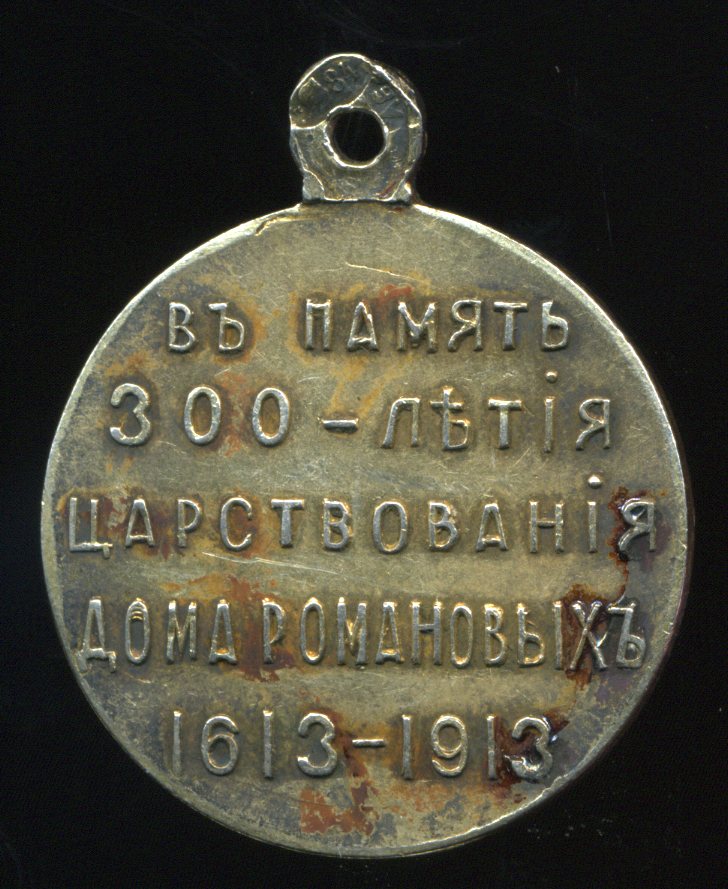 ВЪ ПАМЯТЬ
300-ЛѢТІЯ
ЦАРСТВОВАНІЯ
ДОМА РОМАНОВЫХЪ
1613-1913